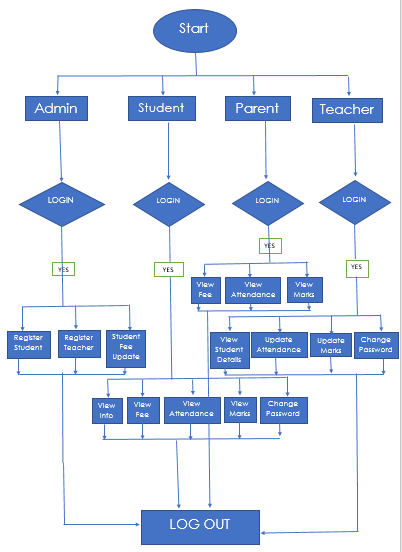 Start
Admin
Student
Parent
Teacher
LOGIN
LOGIN
LOGIN
LOGIN
YES
YES
YES
YES
View
Fee
View
Attendance
View
Marks
Register
Student
Register
Teacher
Student
Fee
Update
View
Student
Details
Update
Attendance
Update
Marks
Change
Password
View
Info
View
Fee
View
Attendance
View
Marks
Change
Password
LOG OUT